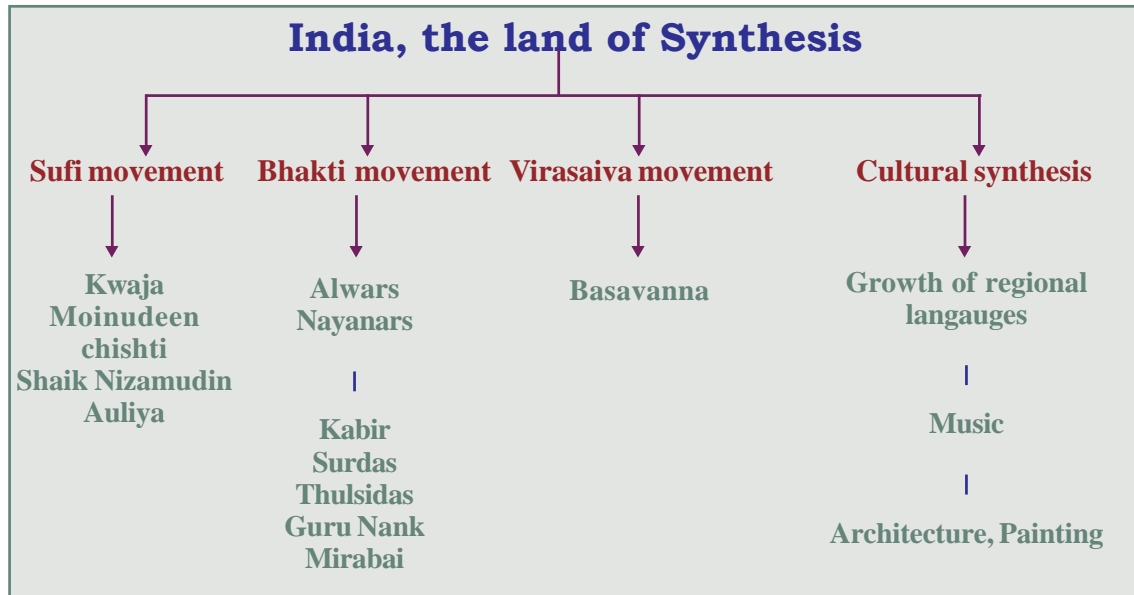 India, the land of Synthesis
Sufi movement
Bhakti movement
Virasaiva movement
Cultural synthesis
Kwaja
Moinudeen
chishti
Shaik Nizamudin
Auliya
Alwars
Nayanars
Kabir
Surdas
Thulsidas
Guru Nank
Mirabai
Basavanna
Growth of regional
langauges
Music
Architecture, Painting